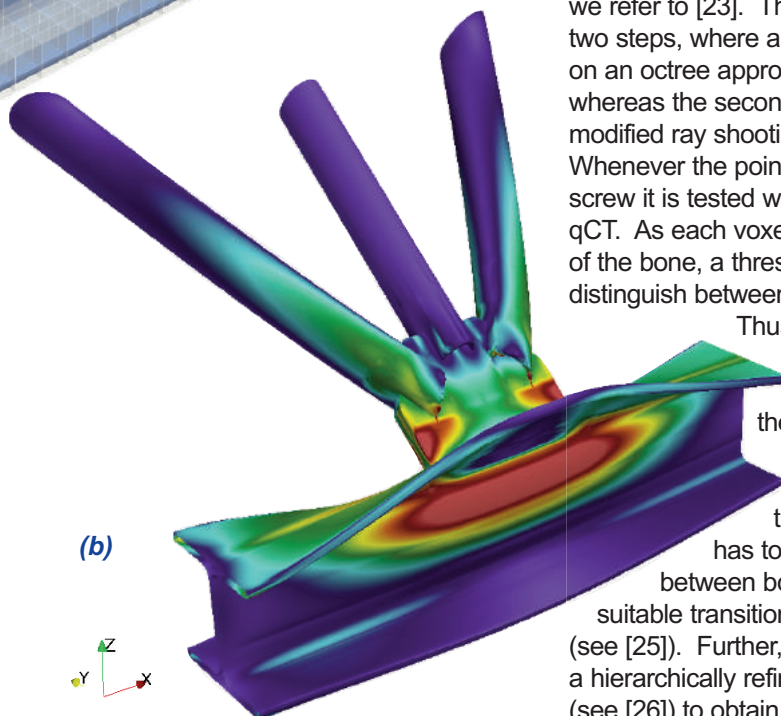 we refer to [23]. Th
two steps, where a
on an octree appro
whereas the secon
modified ray shooti
Whenever the poin
screw it is tested w
qCT. As each voxe
of the bone, a thres
distinguish between
Thu
the
t
has to
between bo
suitable transition
(see [25]). Further,
a hierarchically refin
(see [26]) to obtain
(b)
Z
Y
X